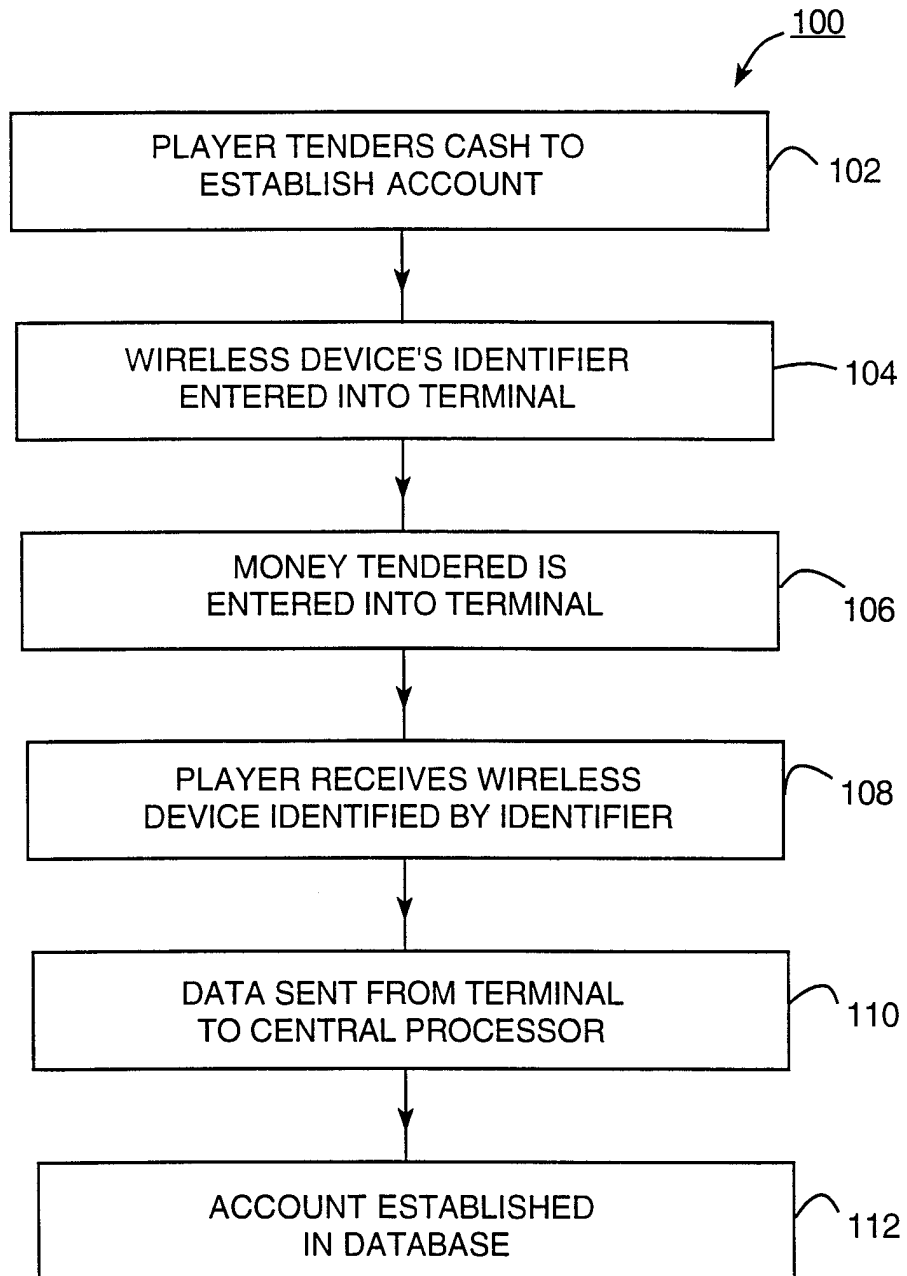 100
PLAYER TENDERS CASH TO
ESTABLISH ACCOUNT
102
WIRELESS DEVICE'S IDENTIFIER
ENTERED INTO TERMINAL
104
MONEY TENDERED IS
ENTERED INTO TERMINAL
106
PLAYER RECEIVES WIRELESS
DEVICE IDENTIFIED BY IDENTIFIER
108
DATA SENT FROM TERMINAL
TO CENTRAL PROCESSOR
110
ACCOUNT ESTABLISHED
IN DATABASE
112